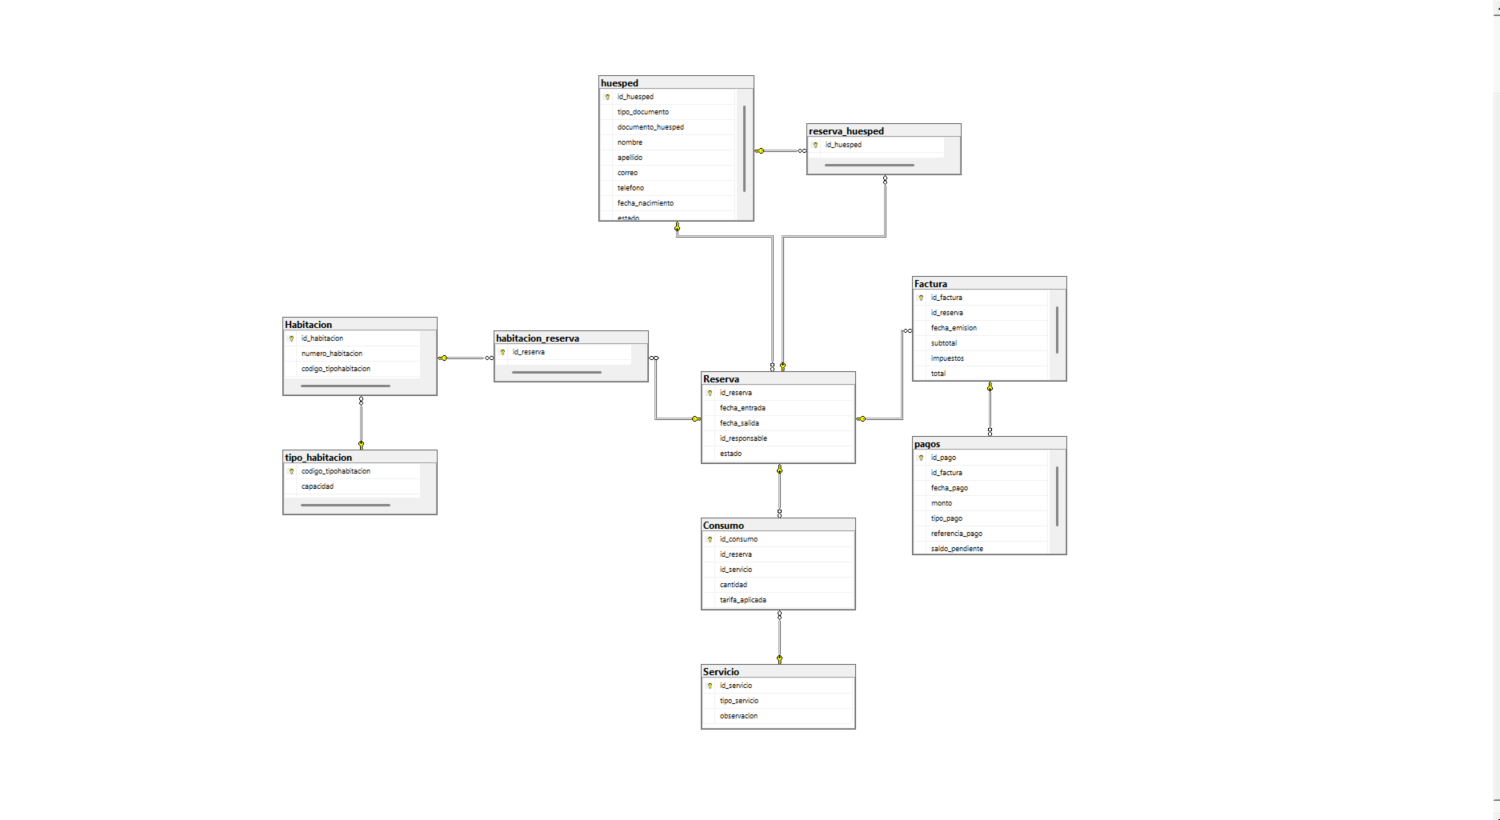 huesped
id_huesped
tipo_documento
documento_huesped
nombre
apellido
correo
telefono
fecha_nacimiento
estado
reserva_huesped
id_huesped
Factura
id_factura
id_reserva
fecha_emision
subtotal
impuestos
total
Habitacion
id_habitacion
numero_habitacion
codigo_tipohabitacion
habitacion_reserva
id_reserva
Reserva
id_reserva
fecha_entrada
fecha_salida
id_responsable
estado
tipo_habitacion
codigo_tipohabitacion
capacidad
pagos
id_pago
id_factura
fecha_pago
monto
tipo_pago
referencia_pago
saldo_pendiente
Consumo
id_consumo
id_reserva
id_servicio
cantidad
tarifa_aplicada
Servicio
id_servicio
tipo_servicio
observacion